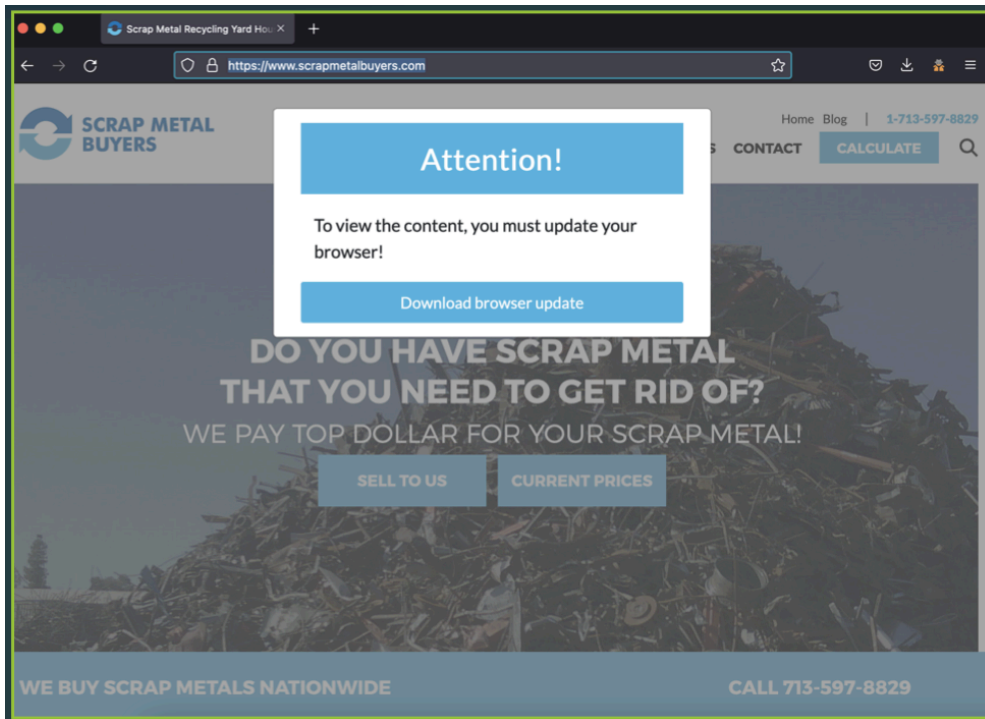 Scrap Metal Recycling Yard Hou
https://www.scrapmetalbuyers.com
SCRAP METAL
BUYERS
Home Blog | 1-713-597-8829
S CONTACT CALCULATE
Attention!
To view the content, you must update your
browser!
Download browser update
DO YOU HAVE SCRAP METAL
THAT YOU NEED TO GET RID OF?
WE PAY TOP DOLLAR FOR YOUR SCRAP METAL!
SELL TO US CURRENT PRICES
WE BUY SCRAP METALS NATIONWIDE CALL 713-597-8829